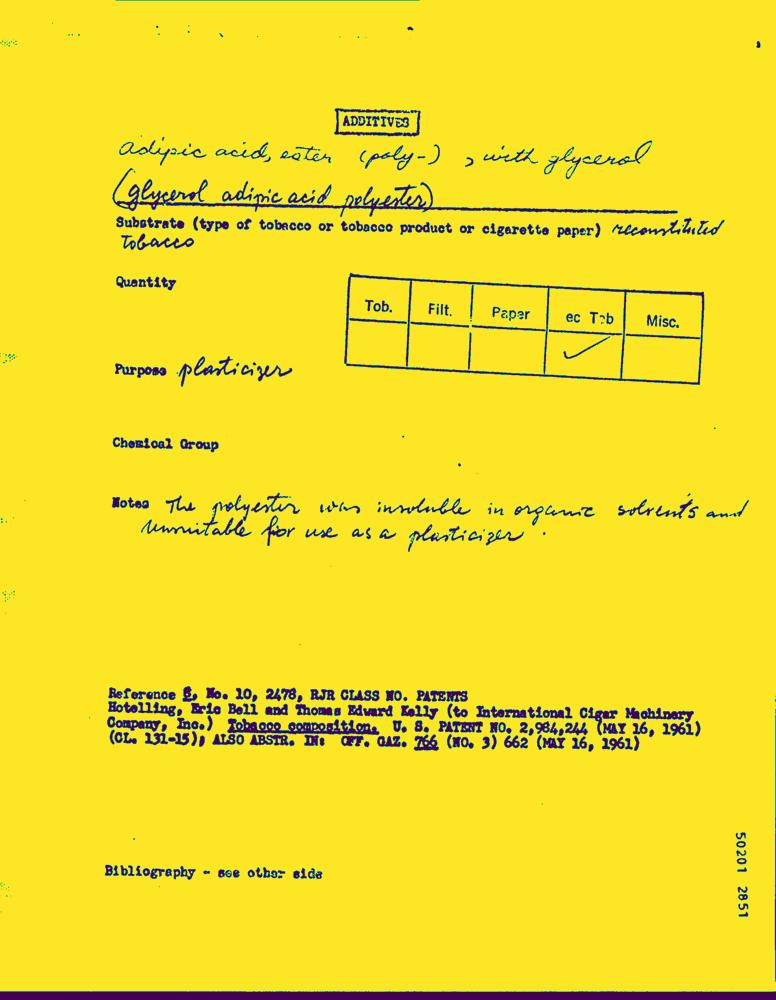 ADDITIVES
adipic acid, ester (poly-), with glycerol
(glycerol adipic acid polyester)
Substrate (type of tobacco or tobacco product or cigarette paper) reconstituted
tobacco
Quantity
Tob. Filt. Paper ec Tob Misc.
✓
Purpose plasticizer
Chemical Group
Notes The polyester was insoluble in organic solvents and
unsuitable for use as a plasticizer.
Reference 8, No. 10, 2478, RJR CLASS NO. PATENTS
Hotelling, Eric Bell and Thomas Edward Kelly (to International Cigar Machinery
Company, Inc.) Tobacco composition. U. S. PATENT NO. 2,984,244 (MAY 16, 1961)
(CL. 131-15); ALSO ABSTR. IN: OFF. GAZ. 766 (NO. 3) 662 (MAY 16, 1961)
Bibliography - see other side
50201 2851